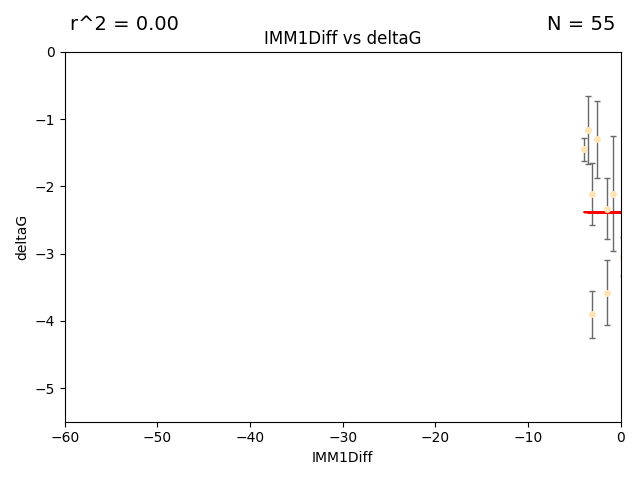 r^2 = 0.00
N = 55
IMM1Diff vs deltaG
0
−1
−2
−3
−4
−5
deltaG
−60
−50
−40
−30
−20
−10
0
IMM1Diff